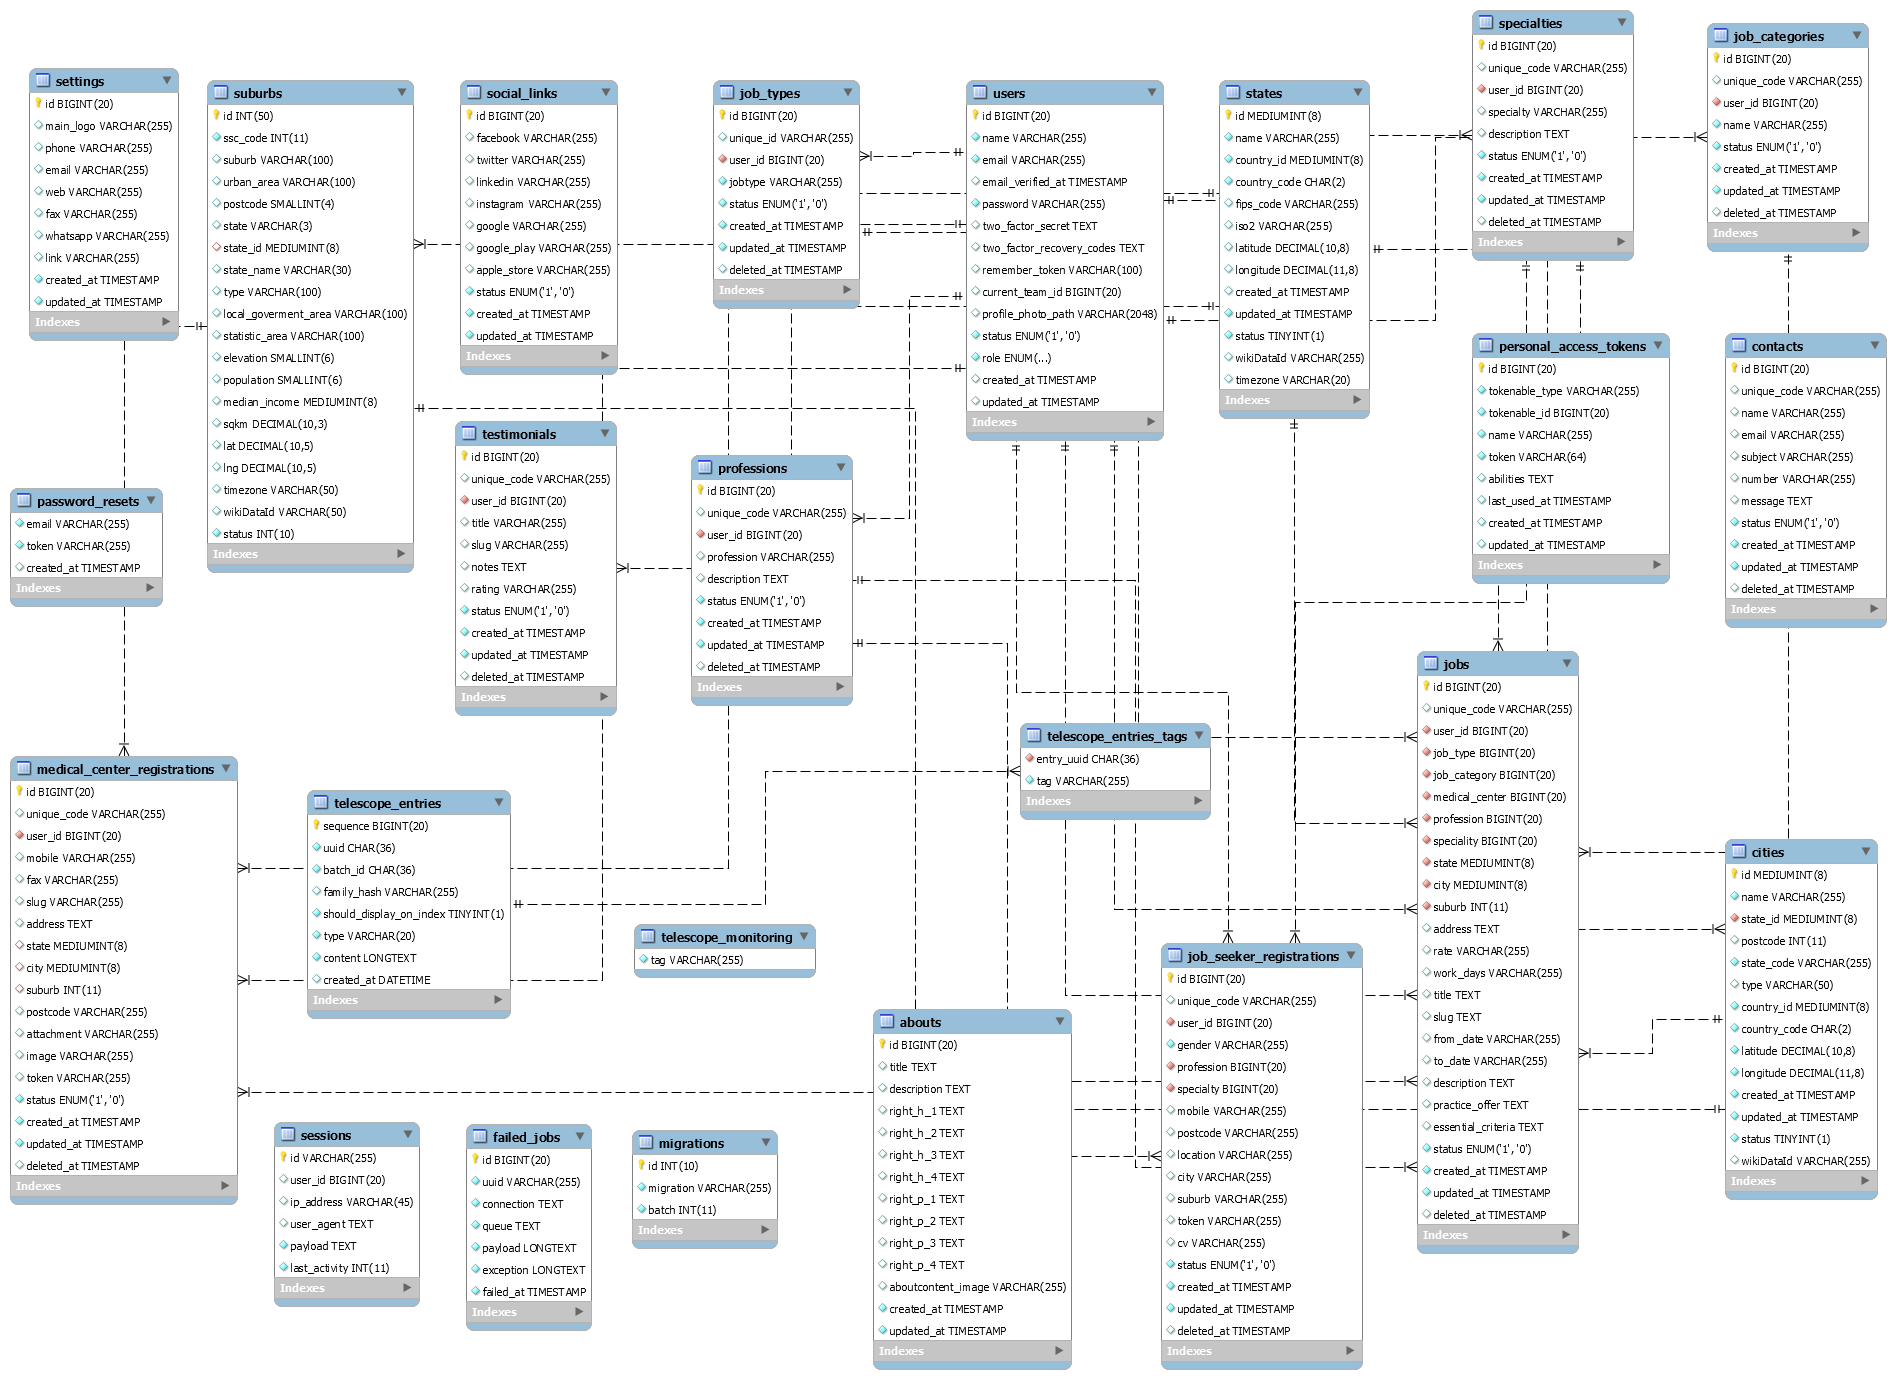 settings
id BIGINT(20)
main_logo VARCHAR(255)
phone VARCHAR(255)
email VARCHAR(255)
web VARCHAR(255)
fax VARCHAR(255)
whatsapp VARCHAR(255)
link VARCHAR(255)
created_at TIMESTAMP
updated_at TIMESTAMP
Indexes
suburbs
id INT(50)
ssc_code INT(11)
suburb VARCHAR(100)
urban_area VARCHAR(100)
postcode SMALLINT(4)
state VARCHAR(3)
state_id MEDIUMINT(8)
state_name VARCHAR(30)
type VARCHAR(100)
local_goverment_area VARCHAR(100)
statistic_area VARCHAR(100)
elevation SMALLINT(6)
population SMALLINT(6)
median_income MEDIUMINT(8)
sqkm DECIMAL(10,3)
lat DECIMAL(10,5)
lng DECIMAL(10,5)
timezone VARCHAR(50)
wikiDataId VARCHAR(50)
status INT(10)
Indexes
social_links
id BIGINT(20)
facebook VARCHAR(255)
twitter VARCHAR(255)
linkedin VARCHAR(255)
instagram VARCHAR(255)
google VARCHAR(255)
google_play VARCHAR(255)
apple_store VARCHAR(255)
status ENUM('1','0')
created_at TIMESTAMP
updated_at TIMESTAMP
Indexes
job_types
id BIGINT(20)
unique_id VARCHAR(255)
user_id BIGINT(20)
jobtype VARCHAR(255)
status ENUM('1','0')
created_at TIMESTAMP
updated_at TIMESTAMP
deleted_at TIMESTAMP
Indexes
users
id BIGINT(20)
name VARCHAR(255)
email VARCHAR(255)
email_verified_at TIMESTAMP
password VARCHAR(255)
two_factor_secret TEXT
two_factor_recovery_codes TEXT
remember_token VARCHAR(100)
current_team_id BIGINT(20)
profile_photo_path VARCHAR(2048)
status ENUM('1','0')
role ENUM(...)
created_at TIMESTAMP
updated_at TIMESTAMP
Indexes
states
id MEDIUMINT(8)
name VARCHAR(255)
country_id MEDIUMINT(8)
country_code CHAR(2)
fips_code VARCHAR(255)
iso2 VARCHAR(255)
latitude DECIMAL(10,8)
longitude DECIMAL(11,8)
created_at TIMESTAMP
updated_at TIMESTAMP
status TINYINT(1)
wikiDataId VARCHAR(255)
timezone VARCHAR(20)
Indexes
specialties
id BIGINT(20)
unique_code VARCHAR(255)
user_id BIGINT(20)
specialty VARCHAR(255)
description TEXT
status ENUM('1','0')
created_at TIMESTAMP
updated_at TIMESTAMP
deleted_at TIMESTAMP
Indexes
job_categories
id BIGINT(20)
unique_code VARCHAR(255)
user_id BIGINT(20)
name VARCHAR(255)
status ENUM('1','0')
created_at TIMESTAMP
updated_at TIMESTAMP
deleted_at TIMESTAMP
Indexes
password_resets
email VARCHAR(255)
token VARCHAR(255)
created_at TIMESTAMP
Indexes
testimonials
id BIGINT(20)
unique_code VARCHAR(255)
user_id BIGINT(20)
title VARCHAR(255)
slug VARCHAR(255)
notes TEXT
rating VARCHAR(255)
status ENUM('1','0')
created_at TIMESTAMP
updated_at TIMESTAMP
deleted_at TIMESTAMP
Indexes
professions
id BIGINT(20)
unique_code VARCHAR(255)
user_id BIGINT(20)
profession VARCHAR(255)
description TEXT
status ENUM('1','0')
created_at TIMESTAMP
updated_at TIMESTAMP
deleted_at TIMESTAMP
Indexes
personal_access_tokens
id BIGINT(20)
tokenable_type VARCHAR(255)
tokenable_id BIGINT(20)
name VARCHAR(255)
token VARCHAR(64)
abilities TEXT
last_used_at TIMESTAMP
created_at TIMESTAMP
updated_at TIMESTAMP
Indexes
contacts
id BIGINT(20)
unique_code VARCHAR(255)
name VARCHAR(255)
email VARCHAR(255)
subject VARCHAR(255)
number VARCHAR(255)
message TEXT
status ENUM('1','0')
created_at TIMESTAMP
updated_at TIMESTAMP
deleted_at TIMESTAMP
Indexes
medical_center_registrations
id BIGINT(20)
unique_code VARCHAR(255)
user_id BIGINT(20)
mobile VARCHAR(255)
fax VARCHAR(255)
slug VARCHAR(255)
address TEXT
state MEDIUMINT(8)
city MEDIUMINT(8)
suburb INT(11)
postcode VARCHAR(255)
attachment VARCHAR(255)
image VARCHAR(255)
token VARCHAR(255)
status ENUM('1','0')
created_at TIMESTAMP
updated_at TIMESTAMP
deleted_at TIMESTAMP
Indexes
telescope_entries
sequence BIGINT(20)
uuid CHAR(36)
batch_id CHAR(36)
family_hash VARCHAR(255)
should_display_on_index TINYINT(1)
type VARCHAR(20)
content LONGTEXT
created_at DATETIME
Indexes
telescope_entries_tags
entry_uuid CHAR(36)
tag VARCHAR(255)
Indexes
telescope_monitoring
tag VARCHAR(255)
jobs
id BIGINT(20)
unique_code VARCHAR(255)
user_id BIGINT(20)
job_type BIGINT(20)
job_category BIGINT(20)
medical_center BIGINT(20)
profession BIGINT(20)
speciality BIGINT(20)
state MEDIUMINT(8)
city MEDIUMINT(8)
suburb INT(11)
address TEXT
rate VARCHAR(255)
work_days VARCHAR(255)
title TEXT
slug TEXT
from_date VARCHAR(255)
to_date VARCHAR(255)
description TEXT
practice_offer TEXT
essential_criteria TEXT
status ENUM('1','0')
created_at TIMESTAMP
updated_at TIMESTAMP
deleted_at TIMESTAMP
Indexes
cities
id MEDIUMINT(8)
name VARCHAR(255)
state_id MEDIUMINT(8)
postcode INT(11)
state_code VARCHAR(255)
type VARCHAR(50)
country_id MEDIUMINT(8)
country_code CHAR(2)
latitude DECIMAL(10,8)
longitude DECIMAL(11,8)
created_at TIMESTAMP
updated_at TIMESTAMP
status TINYINT(1)
wikiDataId VARCHAR(255)
Indexes
job_seeker_registrations
id BIGINT(20)
unique_code VARCHAR(255)
user_id BIGINT(20)
gender VARCHAR(255)
profession BIGINT(20)
specialty BIGINT(20)
mobile VARCHAR(255)
postcode VARCHAR(255)
location VARCHAR(255)
city VARCHAR(255)
suburb VARCHAR(255)
token VARCHAR(255)
cv VARCHAR(255)
status ENUM('1','0')
created_at TIMESTAMP
updated_at TIMESTAMP
deleted_at TIMESTAMP
Indexes
abouts
id BIGINT(20)
title TEXT
description TEXT
right_h_1 TEXT
right_h_2 TEXT
right_h_3 TEXT
right_h_4 TEXT
right_p_1 TEXT
right_p_2 TEXT
right_p_3 TEXT
right_p_4 TEXT
aboutcontent_image VARCHAR(255)
created_at TIMESTAMP
updated_at TIMESTAMP
Indexes
sessions
id VARCHAR(255)
user_id BIGINT(20)
ip_address VARCHAR(45)
user_agent TEXT
payload TEXT
last_activity INT(11)
Indexes
failed_jobs
id BIGINT(20)
uuid VARCHAR(255)
connection TEXT
queue TEXT
payload LONGTEXT
exception LONGTEXT
failed_at TIMESTAMP
Indexes
migrations
id INT(10)
migration VARCHAR(255)
batch INT(11)
Indexes